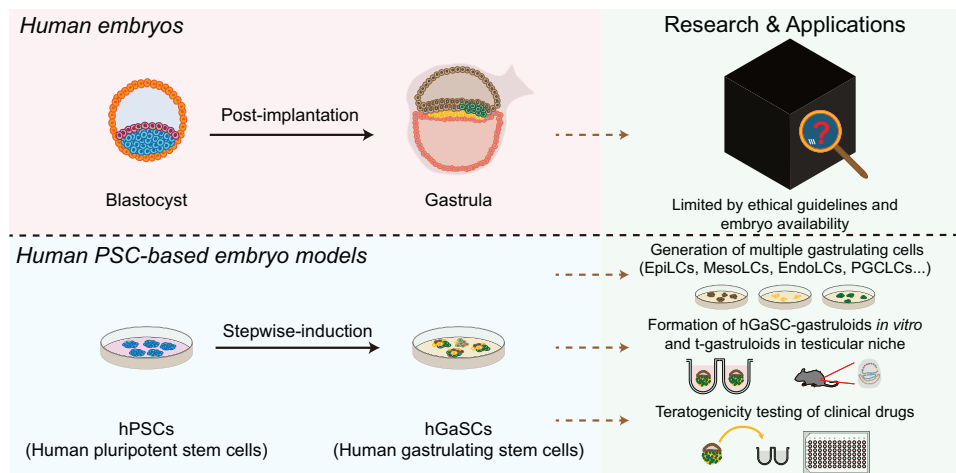 Human embryos
Research & Applications
Post-implantation
?
Blastocyst
Gastrula
Limited by ethical guidelines and
embryo availability
Human PSC-based embryo models
Generation of multiple gastrulating cells
(EpiLCs, MesoLCs, EndoLCs, PGCLCs...)
Stepwise-induction
Formation of hGaSC-gastruloids in vitro
and t-gastruloids in testicular niche
hPSCs
(Human pluripotent stem cells)
hGaSCs
(Human gastrulating stem cells)
Teratogenicity testing of clinical drugs